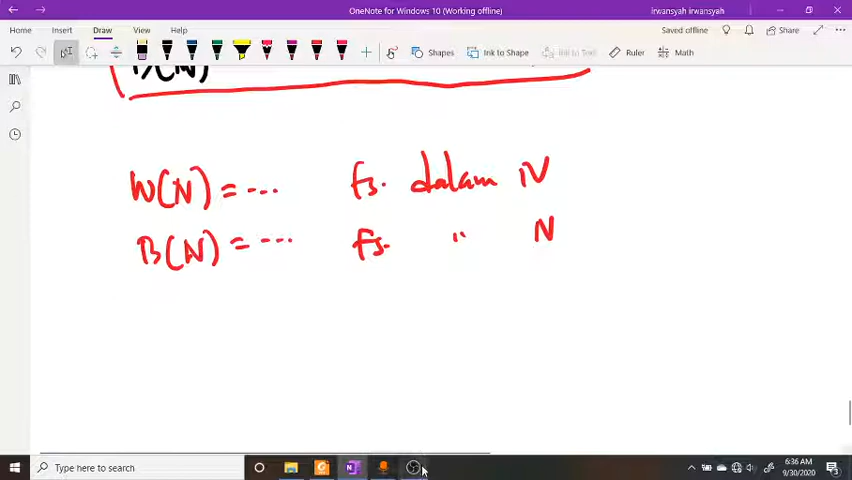 OneNote for Windows 10 (Working offline)
irwansyah irwansyah
Home Insert Draw View Help
Saved offline Share
Shapes Ink to Shape Ink to Text Ruler Math
B(N)
W(N) = ... fs. dalam N
B(N) = ... fs. " N
Type here to search
6:36 AM
9/30/2020
3